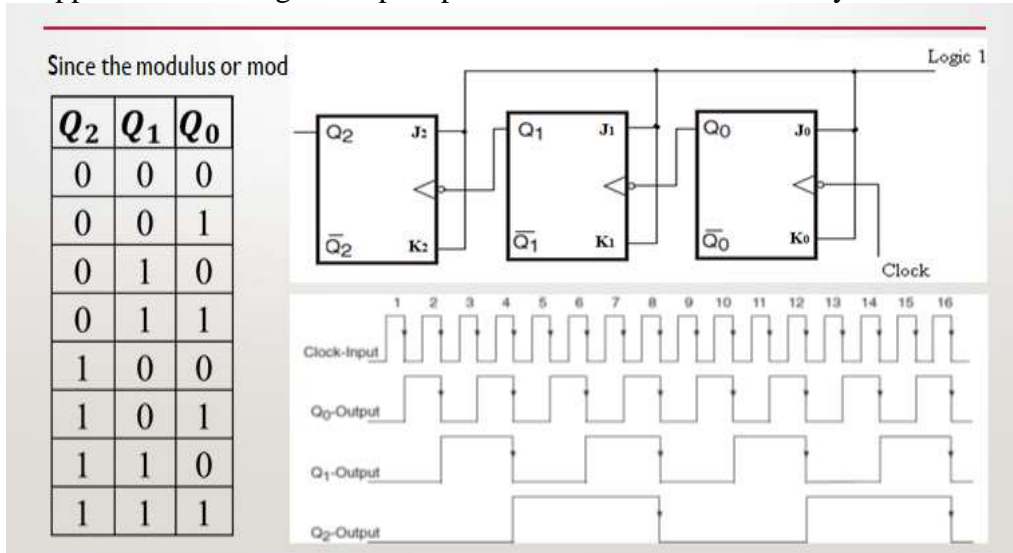 Since the modulus or mod
Q₂ Q₁ Q₀
0 0 0
0 0 1
0 1 0
0 1 1
1 0 0
1 0 1
1 1 0
1 1 1
Logic 1
Q2 J₂ Q1 J₁ Q0 J₀
Q̅2 K₂ Q̅1 K₁ Q̅0 K₀
Clock
1 2 3 4 5 6 7 8 9 10 11 12 13 14 15 16
Clock-Input
Q₀-Output
Q₁-Output
Q₂-Output